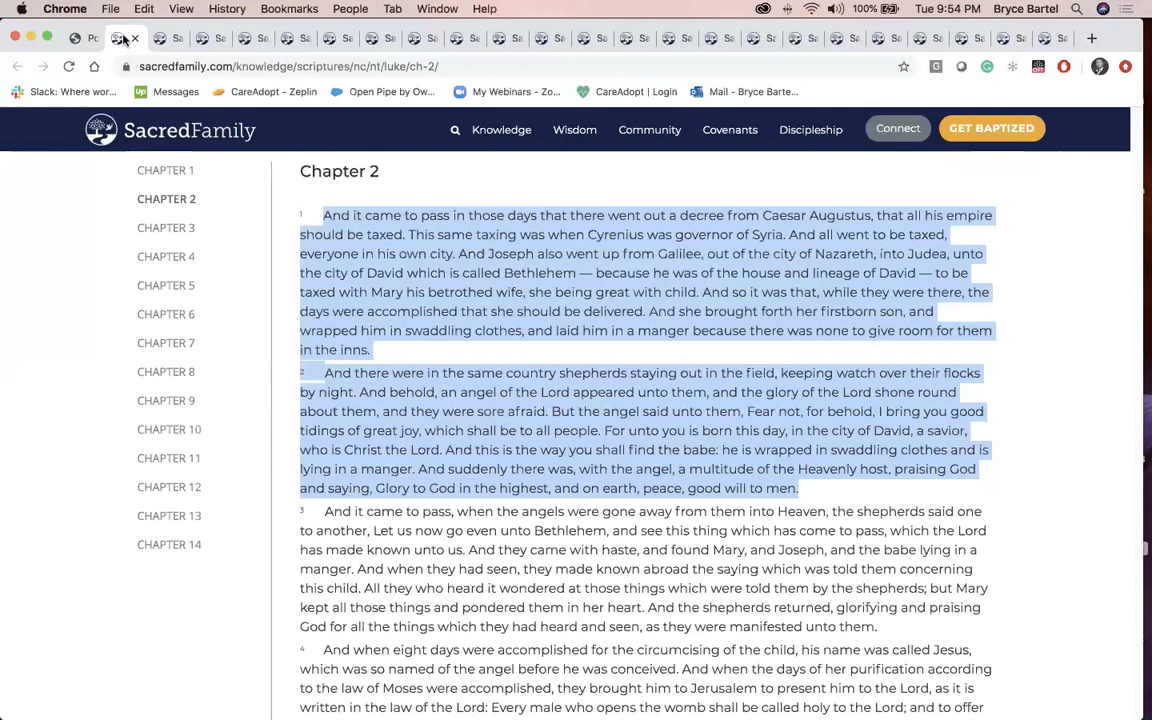 Chrome File Edit View History Bookmarks People Tab Window Help 100% Tue 9:54 PM Bryce Bartel
Pc Sa Sa Sa Sa Sa Sa Sa Sa Sa Sa Sa Sa Sa Sa Sa Sa Sa Sa Sa Sa Sa
sacredfamily.com/knowledge/scriptures/nc/nt/luke/ch-2/
Slack: Where wor... Messages CareAdopt - Zeplin Open Pipe by Ow... My Webinars - Zo... CareAdopt | Login Mail - Bryce Barte...
SacredFamily Knowledge Wisdom Community Covenants Discipleship Connect GET BAPTIZED
CHAPTER 1
CHAPTER 2
CHAPTER 3
CHAPTER 4
CHAPTER 5
CHAPTER 6
CHAPTER 7
CHAPTER 8
CHAPTER 9
CHAPTER 10
CHAPTER 11
CHAPTER 12
CHAPTER 13
CHAPTER 14
Chapter 2
1 And it came to pass in those days that there went out a decree from Caesar Augustus, that all his empire
should be taxed. This same taxing was when Cyrenius was governor of Syria. And all went to be taxed,
everyone in his own city. And Joseph also went up from Galilee, out of the city of Nazareth, into Judea, unto
the city of David which is called Bethlehem — because he was of the house and lineage of David — to be
taxed with Mary his betrothed wife, she being great with child. And so it was that, while they were there, the
days were accomplished that she should be delivered. And she brought forth her firstborn son, and
wrapped him in swaddling clothes, and laid him in a manger because there was none to give room for them
in the inns.
2 And there were in the same country shepherds staying out in the field, keeping watch over their flocks
by night. And behold, an angel of the Lord appeared unto them, and the glory of the Lord shone round
about them, and they were sore afraid. But the angel said unto them, Fear not, for behold, I bring you good
tidings of great joy, which shall be to all people. For unto you is born this day, in the city of David, a savior,
who is Christ the Lord. And this is the way you shall find the babe: he is wrapped in swaddling clothes and is
lying in a manger. And suddenly there was, with the angel, a multitude of the Heavenly host, praising God
and saying, Glory to God in the highest, and on earth, peace, good will to men.
3 And it came to pass, when the angels were gone away from them into Heaven, the shepherds said one
to another, Let us now go even unto Bethlehem, and see this thing which has come to pass, which the Lord
has made known unto us. And they came with haste, and found Mary, and Joseph, and the babe lying in a
manger. And when they had seen, they made known abroad the saying which was told them concerning
this child. All they who heard it wondered at those things which were told them by the shepherds; but Mary
kept all those things and pondered them in her heart. And the shepherds returned, glorifying and praising
God for all the things which they had heard and seen, as they were manifested unto them.
4 And when eight days were accomplished for the circumcising of the child, his name was called Jesus,
which was so named of the angel before he was conceived. And when the days of her purification according
to the law of Moses were accomplished, they brought him to Jerusalem to present him to the Lord, as it is
written in the law of the Lord: Every male who opens the womb shall be called holy to the Lord; and to offer